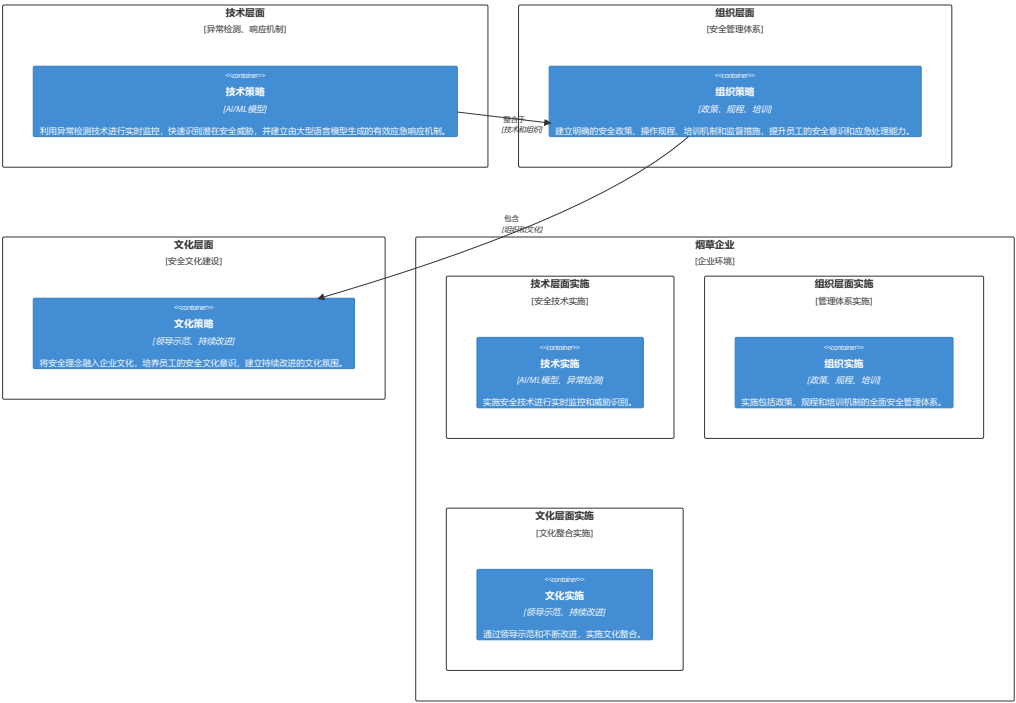 技术层面
[异常检测、响应机制]
<<container>>
技术策略
[AI/ML模型]
利用异常检测技术进行实时监控，快速识别潜在安全威胁，并建立由大型语言模型生成的有效应急响应机制。
整合于
[技术和组织]
组织层面
[安全管理体系]
<<container>>
组织策略
[政策、规程、培训]
建立明确的安全政策、操作规程、培训机制和监督措施，提升员工的安全意识和应急处理能力。
包含
[组织和文化]
文化层面
[安全文化建设]
<<container>>
文化策略
[领导示范、持续改进]
将安全理念融入企业文化，培养员工的安全文化意识，建立持续改进的文化氛围。
烟草企业
[企业环境]
技术层面实施
[安全技术实施]
<<container>>
技术实施
[AI/ML模型、异常检测]
实施安全技术进行实时监控和威胁识别。
组织层面实施
[管理体系实施]
<<container>>
组织实施
[政策、规程、培训]
实施包括政策、规程和培训机制的全面安全管理体系。
文化层面实施
[文化整合实施]
<<container>>
文化实施
[领导示范、持续改进]
通过领导示范和不断改进，实施文化整合。